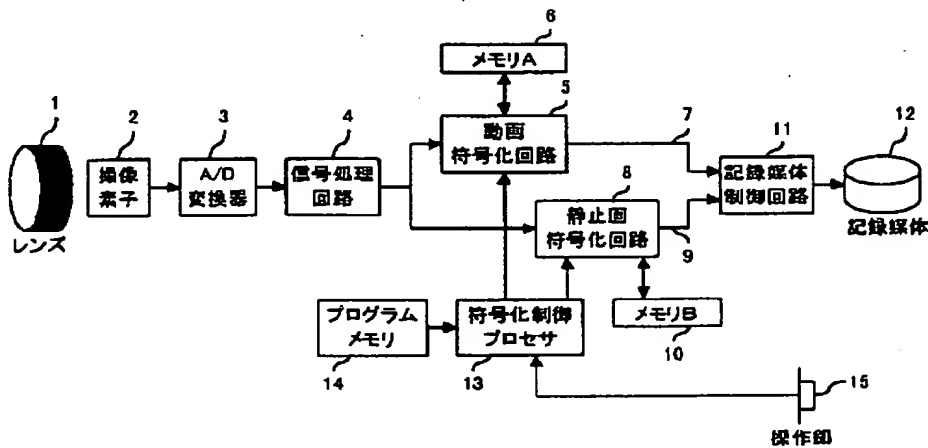 6
メモリA
1
2
3
4
5
7
11
12
撮像
素子
A/D
変換器
信号処理
回路
動画
符号化回路
記録媒体
制御回路
8
静止画
符号化回路
9
レンズ
記録媒体
プログラム
メモリ
符号化制御
プロセサ
メモリB
14
13
10
15
操作部